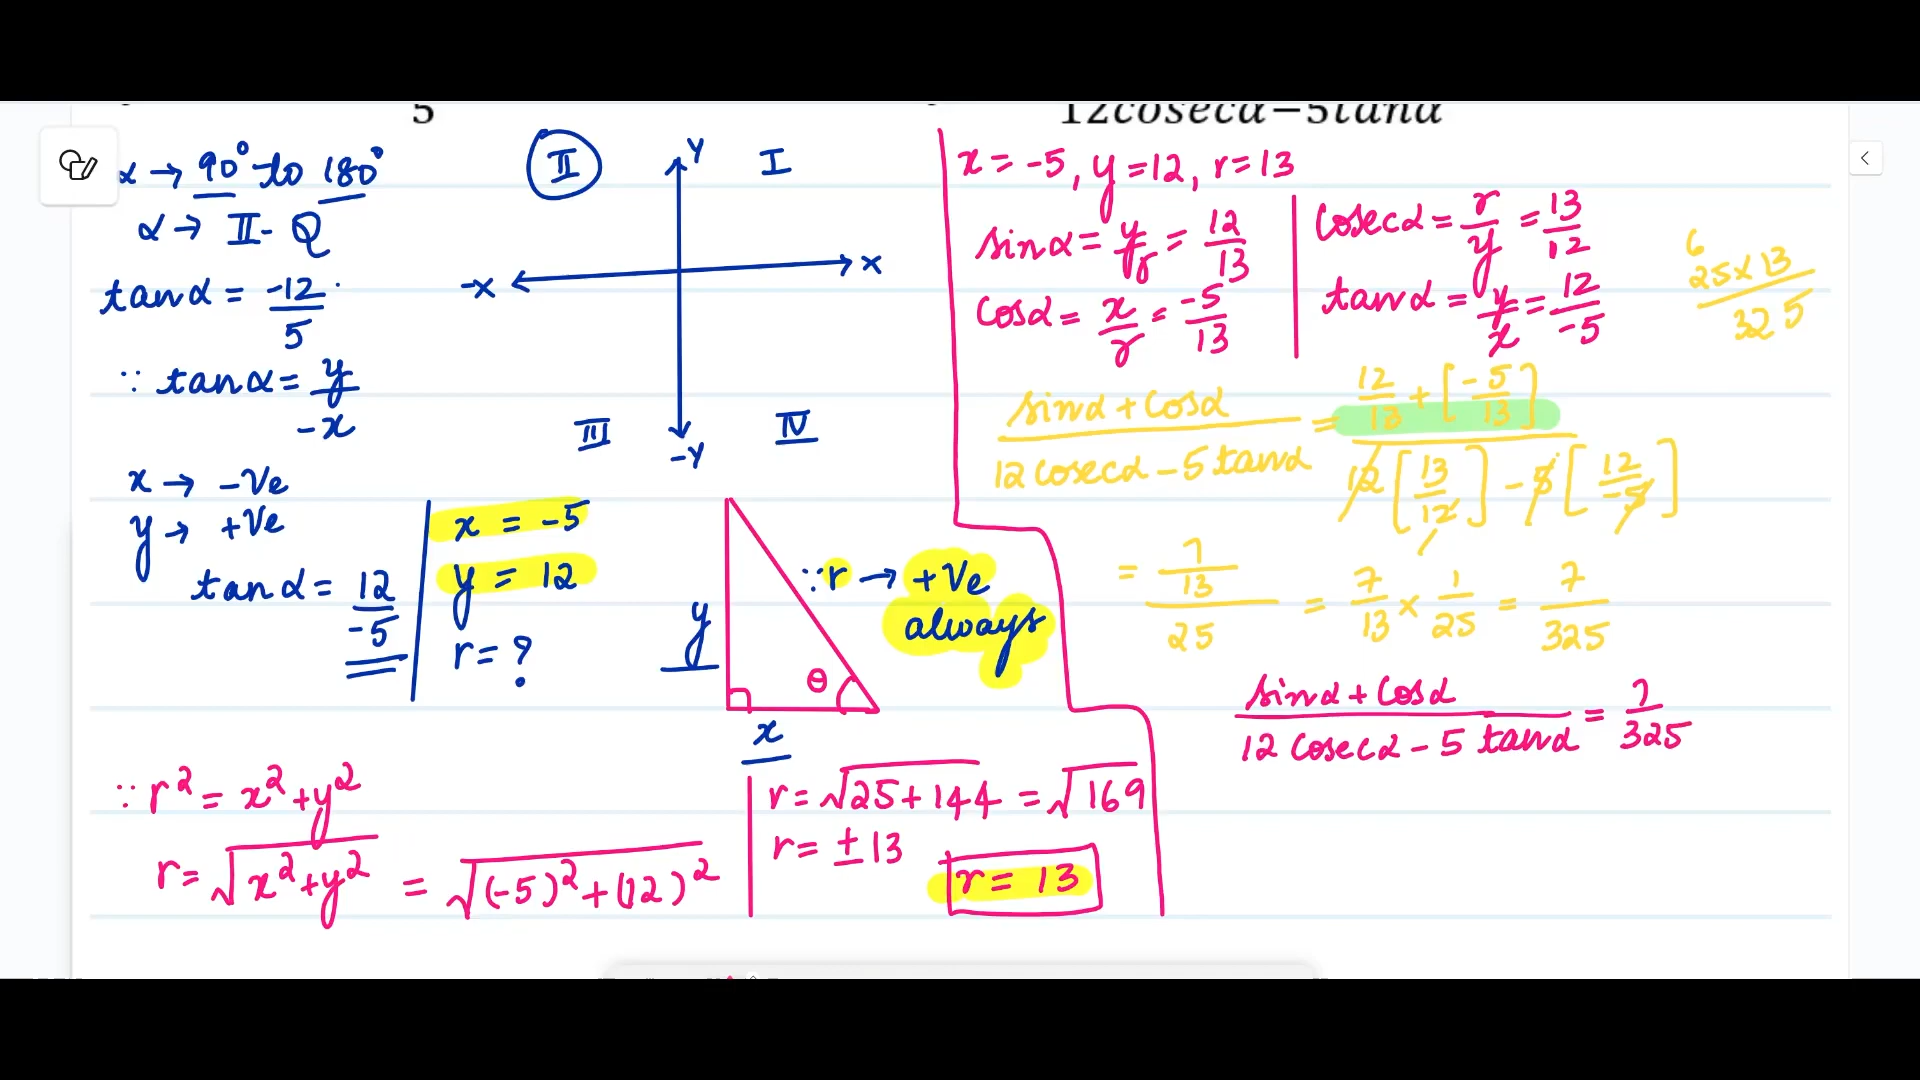 5
12cosecα−5tanα
α → 90° to 180°
α → II - Q
tanα = -12/5
∵ tanα = y/-x
x → -Ve
y → +Ve
tanα = 12/-5
x = -5
y = 12
r = ?
II
I
III
IV
Y
X
-X
-Y
y
x
θ
∵ r → +Ve
always
∵ r² = x² + y²
r = √(x² + y²) = √((-5)² + (12)²)
r = √(25 + 144) = √169
r = ± 13
r = 13
x = -5, y = 12, r = 13
sinα = y/r = 12/13
cosα = x/r = -5/13
Cosecα = r/y = 13/12
tanα = y/x = 12/-5
6
25 × 13
325
(sinα + Cosα)/(12 Cosecα - 5 tanα) = (12/13 + [-5/13])/(12[13/12] - 5[12/-5])
= (7/13)/25 = 7/13 × 1/25 = 7/325
(sinα + Cosα)/(12 Cosecα - 5 tanα) = 7/325